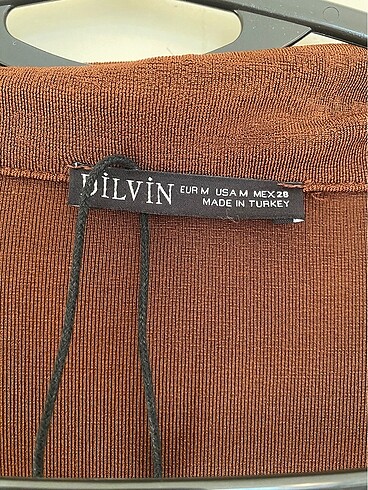 DİLVİN
EUR M USA M MEX 28
MADE IN TURKEY